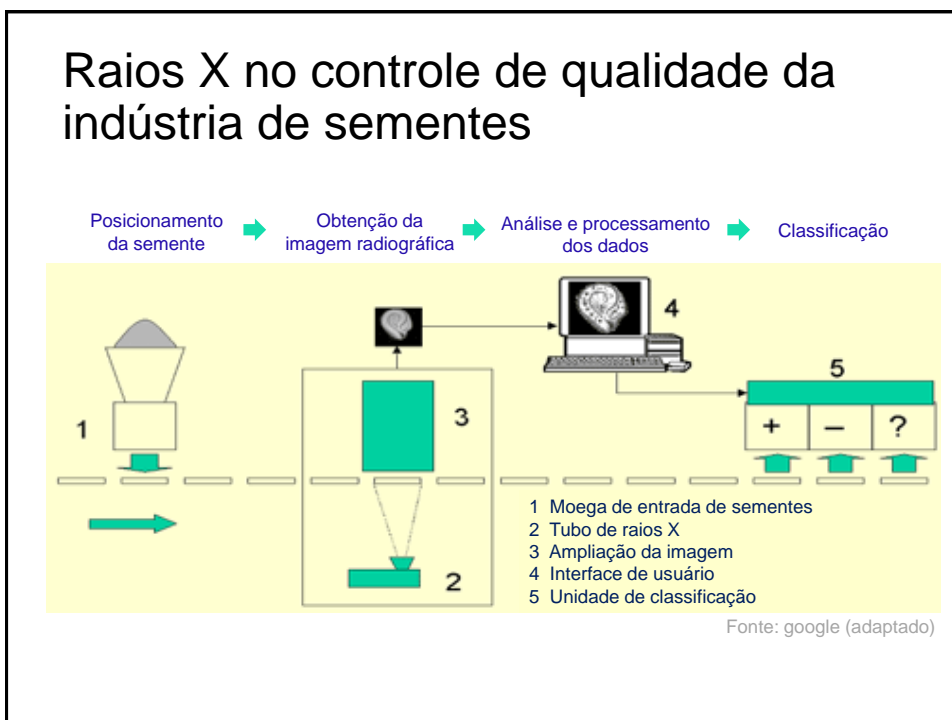 Raios X no controle de qualidade da
indústria de sementes
Posicionamento
da semente
Obtenção da
imagem radiográfica
Análise e processamento
dos dados
Classificação
1
2
3
4
5
+
–
?
1 Moega de entrada de sementes
2 Tubo de raios X
3 Ampliação da imagem
4 Interface de usuário
5 Unidade de classificação
Fonte: google (adaptado)